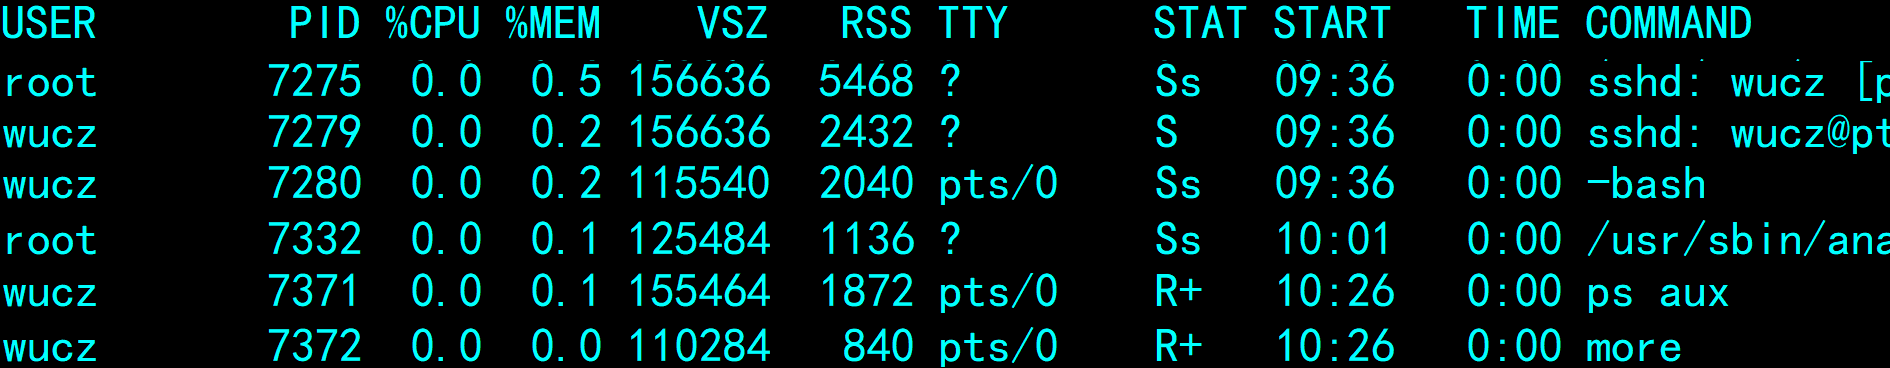 USER PID %CPU %MEM VSZ RSS TTY STAT START TIME COMMAND
root 7275 0.0 0.5 156636 5468 ? Ss 09:36 0:00 sshd: wucz [p
wucz 7279 0.0 0.2 156636 2432 ? S 09:36 0:00 sshd: wucz@pt
wucz 7280 0.0 0.2 115540 2040 pts/0 Ss 09:36 0:00 -bash
root 7332 0.0 0.1 125484 1136 ? Ss 10:01 0:00 /usr/sbin/ana
wucz 7371 0.0 0.1 155464 1872 pts/0 R+ 10:26 0:00 ps aux
wucz 7372 0.0 0.0 110284 840 pts/0 R+ 10:26 0:00 more